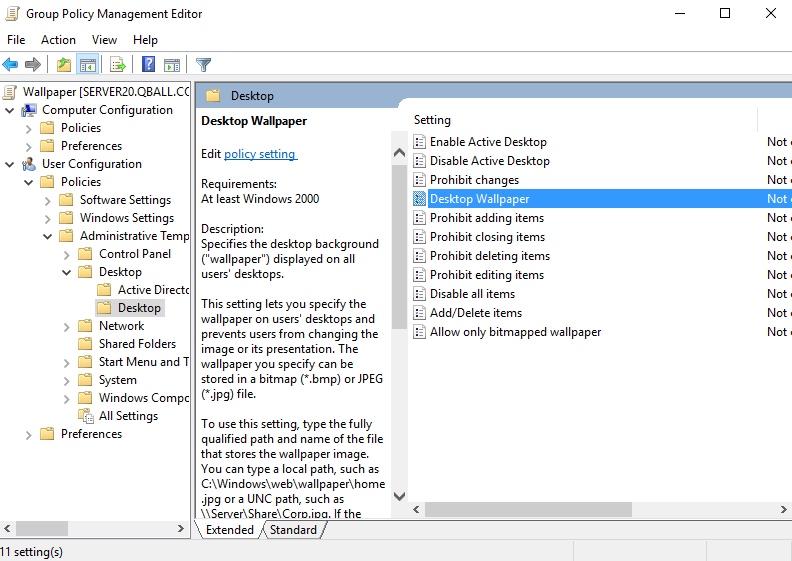 Group Policy Management Editor
File Action View Help
Wallpaper [SERVER20.QBALL.CO
Computer Configuration
Policies
Preferences
User Configuration
Policies
Software Settings
Windows Settings
Administrative Temp
Control Panel
Desktop
Active Directo
Desktop
Network
Shared Folders
Start Menu and T
System
Windows Compo
All Settings
Preferences
Desktop
Desktop Wallpaper
Edit policy setting
Requirements:
At least Windows 2000
Description:
Specifies the desktop background
("wallpaper") displayed on all
users' desktops.
This setting lets you specify the
wallpaper on users' desktops and
prevents users from changing the
image or its presentation. The
wallpaper you specify can be
stored in a bitmap (*.bmp) or JPEG
(*.jpg) file.
To use this setting, type the fully
qualified path and name of the file
that stores the wallpaper image.
You can type a local path, such as
C:\Windows\web\wallpaper\home
.jpg or a UNC path, such as
\\Server\Share\Corp.jpg. If the
Setting
Enable Active Desktop Not
Disable Active Desktop Not
Prohibit changes Not
Desktop Wallpaper Not
Prohibit adding items Not
Prohibit closing items Not
Prohibit deleting items Not
Prohibit editing items Not
Disable all items Not
Add/Delete items Not
Allow only bitmapped wallpaper Not
Extended Standard
11 setting(s)